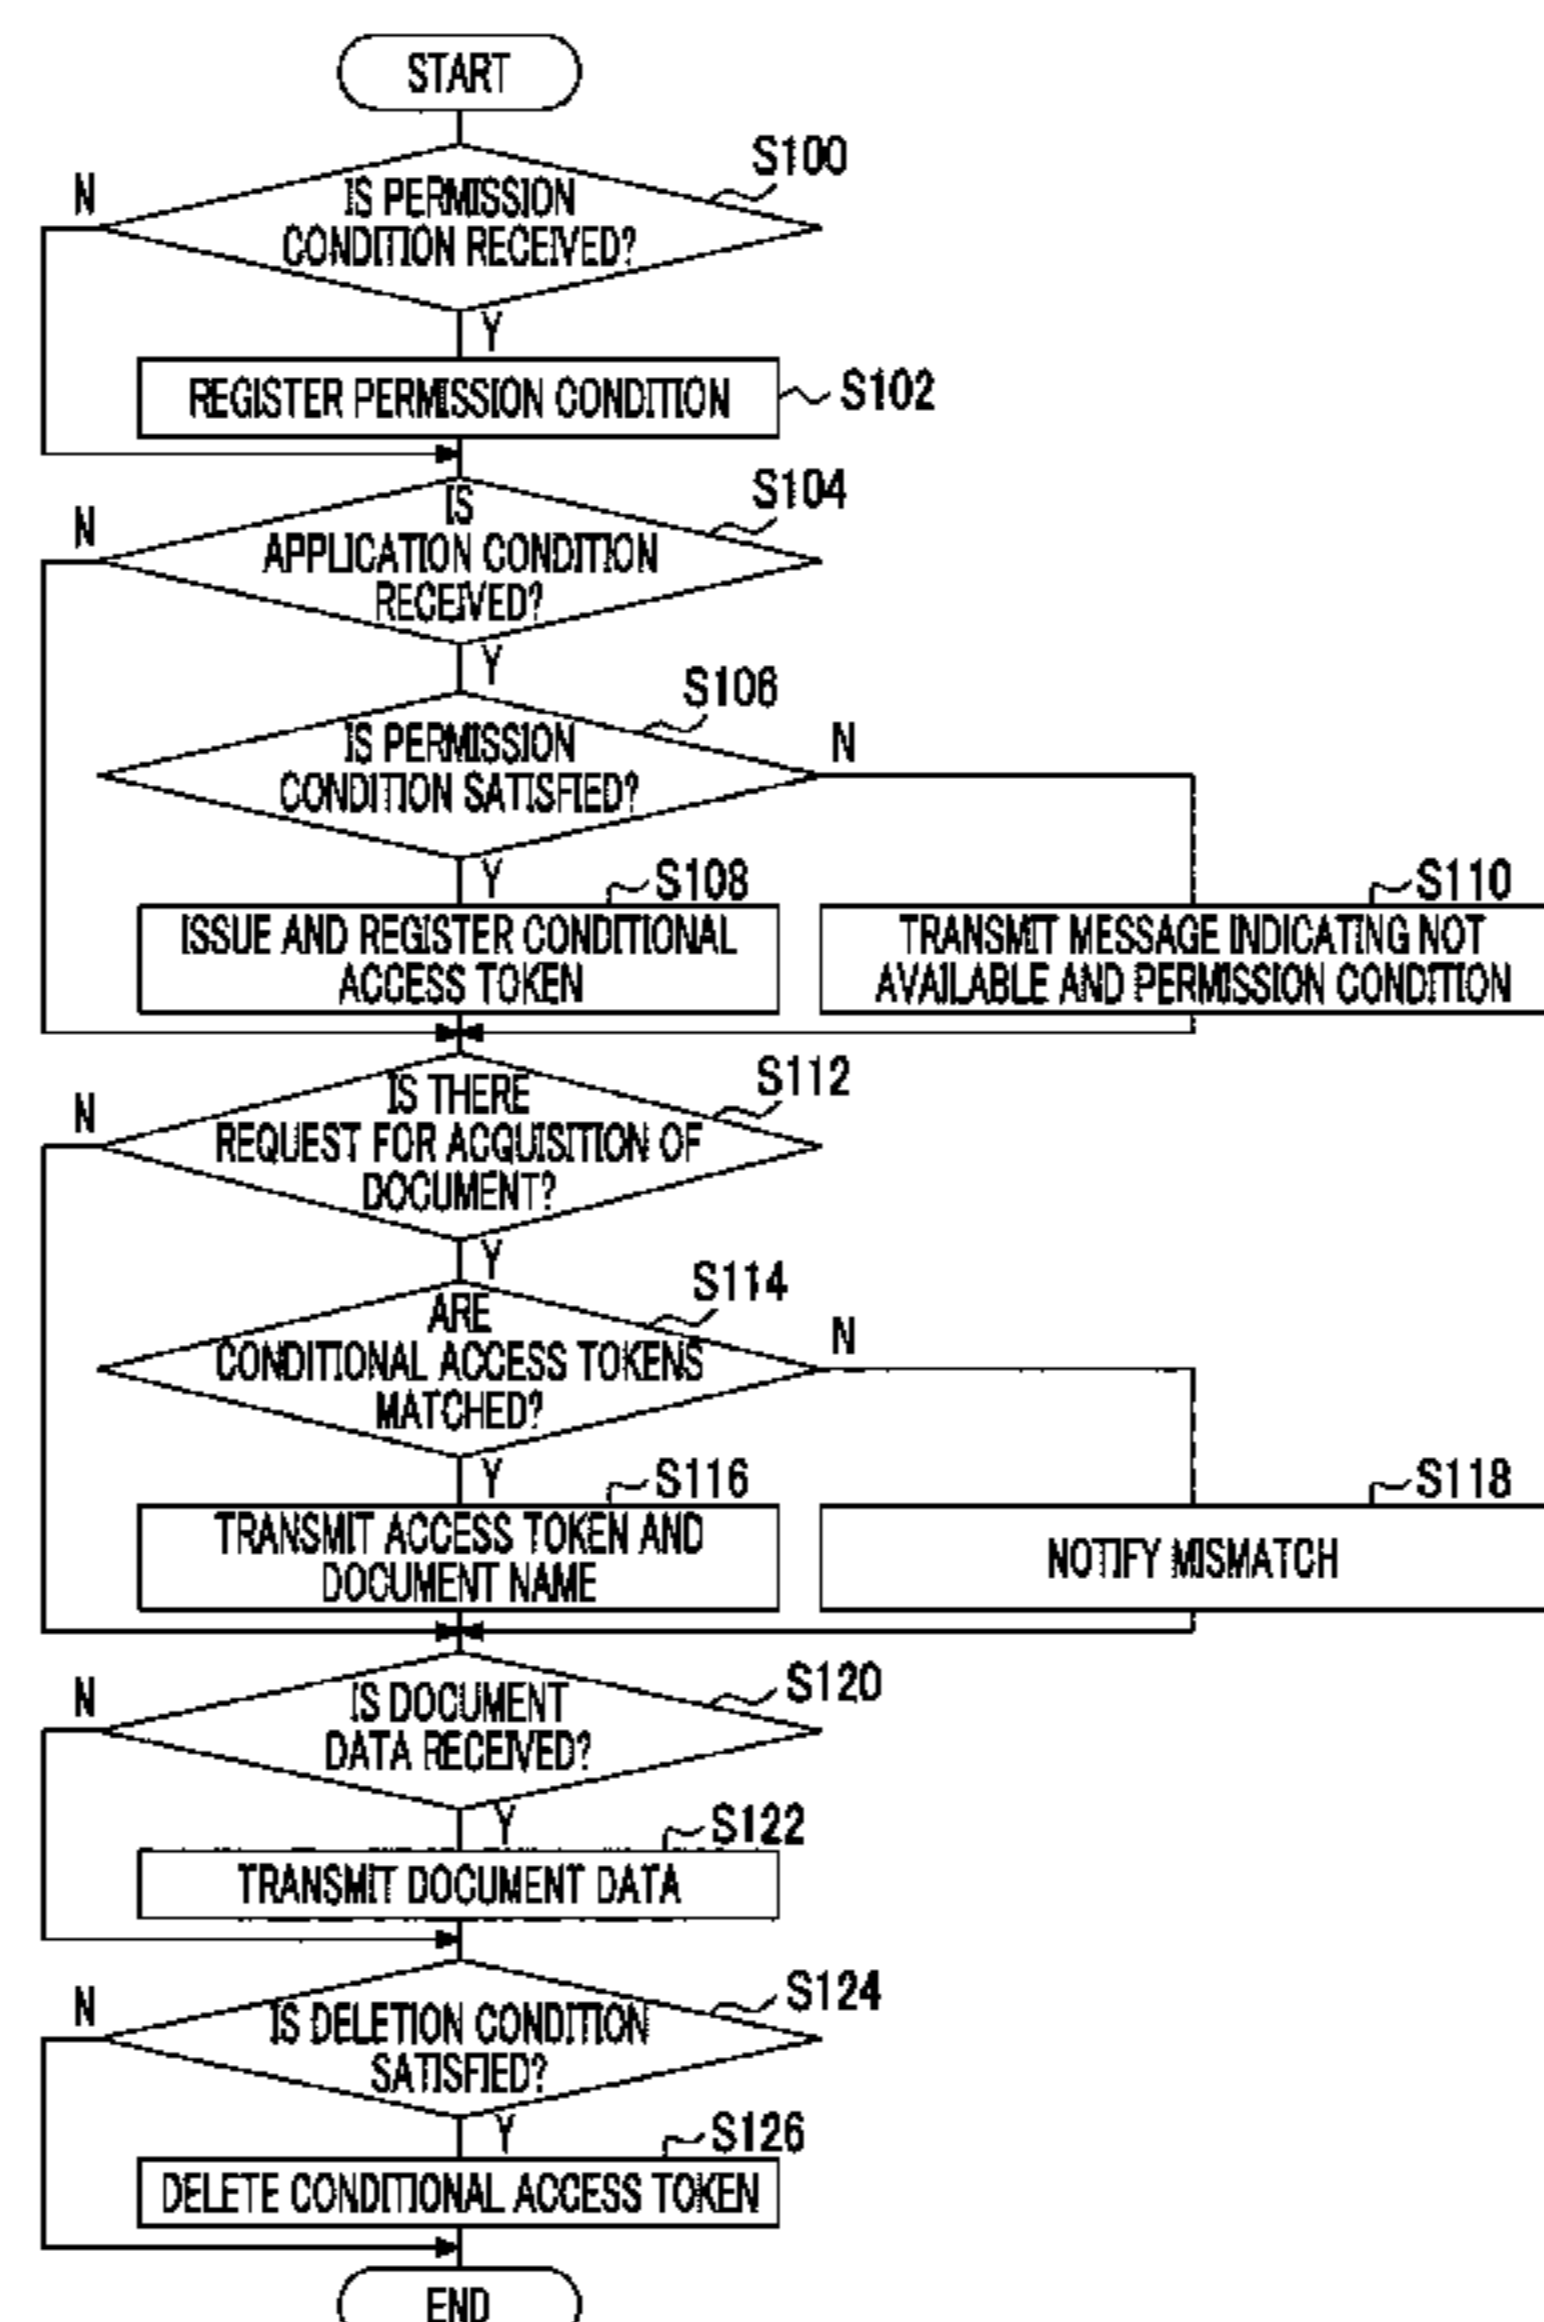 START
S100
N
IS PERMISSION
CONDITION RECEIVED?
Y
REGISTER PERMISSION CONDITION
S102
S104
N
IS
APPLICATION CONDITION
RECEIVED?
Y
S106
IS PERMISSION
CONDITION SATISFIED?
N
Y
S108
ISSUE AND REGISTER CONDITIONAL
ACCESS TOKEN
S110
TRANSMIT MESSAGE INDICATING NOT
AVAILABLE AND PERMISSION CONDITION
S112
N
IS THERE
REQUEST FOR ACQUISITION OF
DOCUMENT?
Y
S114
ARE
CONDITIONAL ACCESS TOKENS
MATCHED?
N
Y
S116
TRANSMIT ACCESS TOKEN AND
DOCUMENT NAME
S118
NOTIFY MISMATCH
S120
N
IS DOCUMENT
DATA RECEIVED?
Y
S122
TRANSMIT DOCUMENT DATA
S124
N
IS DELETION CONDITION
SATISFIED?
Y
S126
DELETE CONDITIONAL ACCESS TOKEN
END